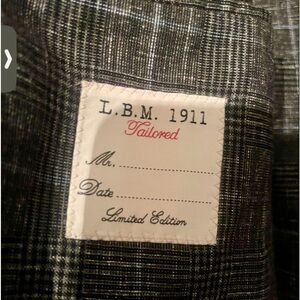 L.B.M. 1911
Tailored
Mr. ....................
Date ....................
Limited Edition